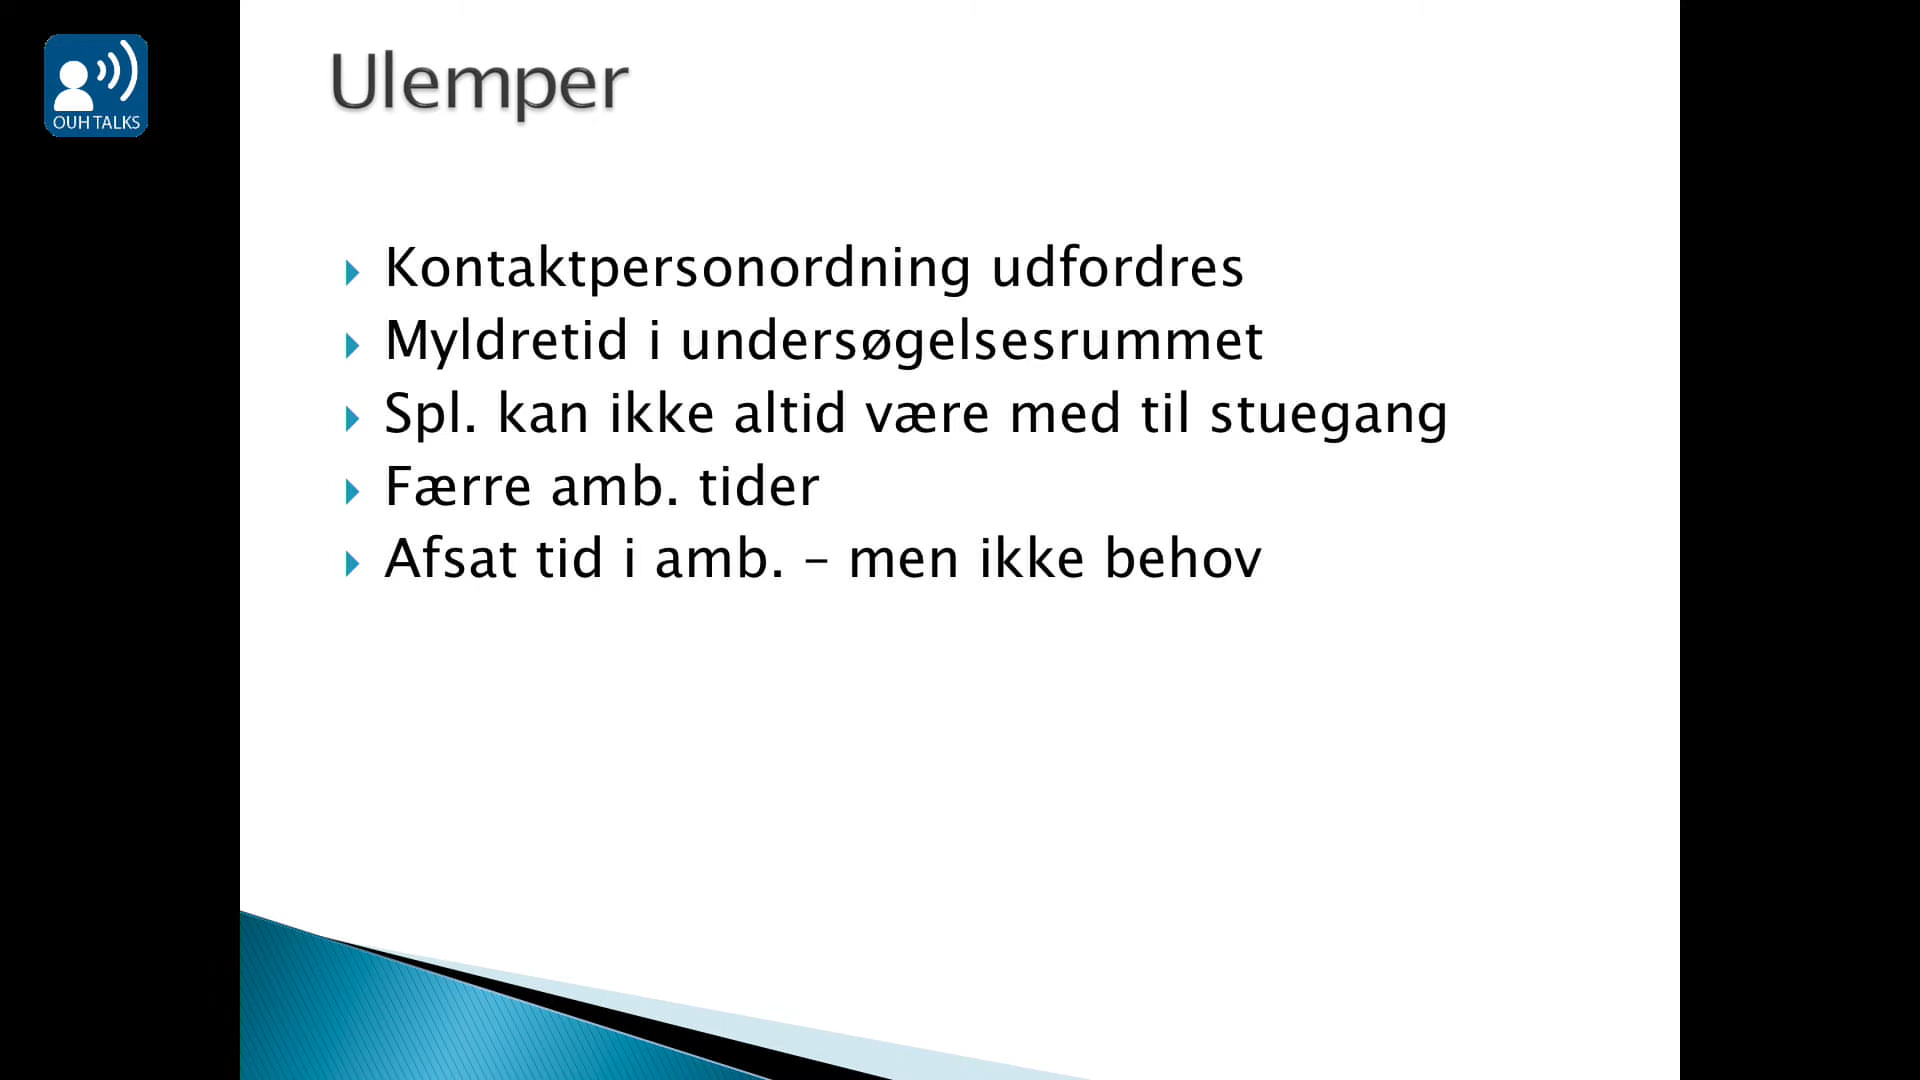 OUH TALKS
Ulemper
Kontaktpersonordning udfordres
Myldretid i undersøgelsesrummet
Spl. kan ikke altid være med til stuegang
Færre amb. tider
Afsat tid i amb. – men ikke behov